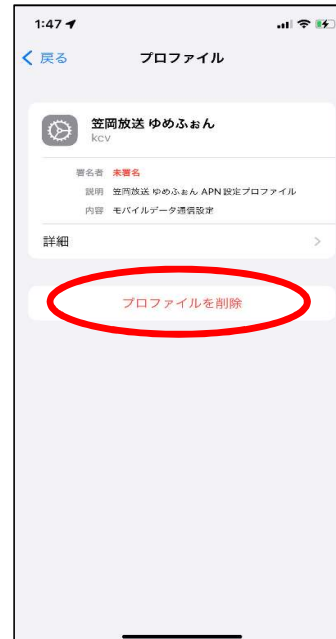 1:47
戻る プロファイル
笠岡放送 ゆめふぉん
kcv
署名者 未署名
説明 笠岡放送 ゆめふぉん APN 設定プロファイル
内容 モバイルデータ通信設定
詳細
プロファイルを削除